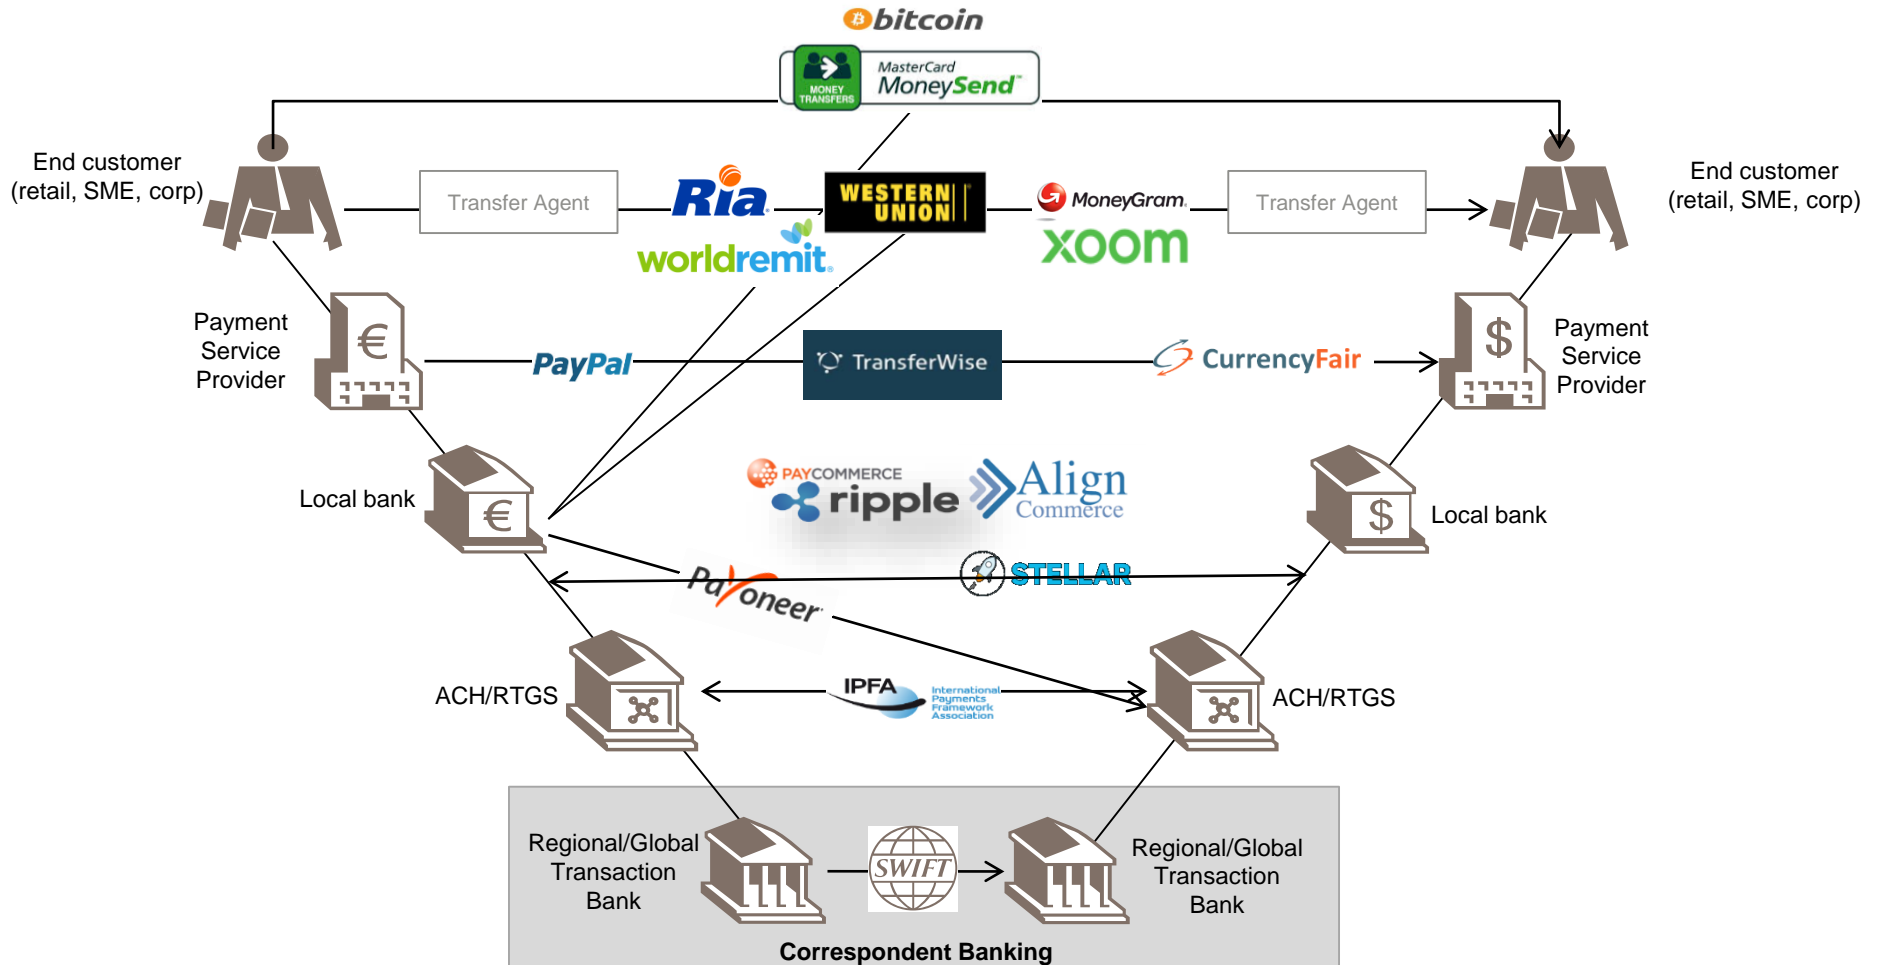 bitcoin
MONEY
TRANSFERS
MasterCard
MoneySend™
End customer
(retail, SME, corp)
Transfer Agent
Ria
WESTERN
UNION
MoneyGram.
Transfer Agent
End customer
(retail, SME, corp)
worldremit
xoom
Payment
Service
Provider
€
PayPal
TransferWise
CurrencyFair
$
Payment
Service
Provider
PAYCOMMERCE
ripple
Align
Commerce
Local bank
€
$
Local bank
STELLAR
Payoneer
ACH/RTGS
IPFA
International
Payments
Framework
Association
ACH/RTGS
Regional/Global
Transaction
Bank
SWIFT
Regional/Global
Transaction
Bank
Correspondent Banking